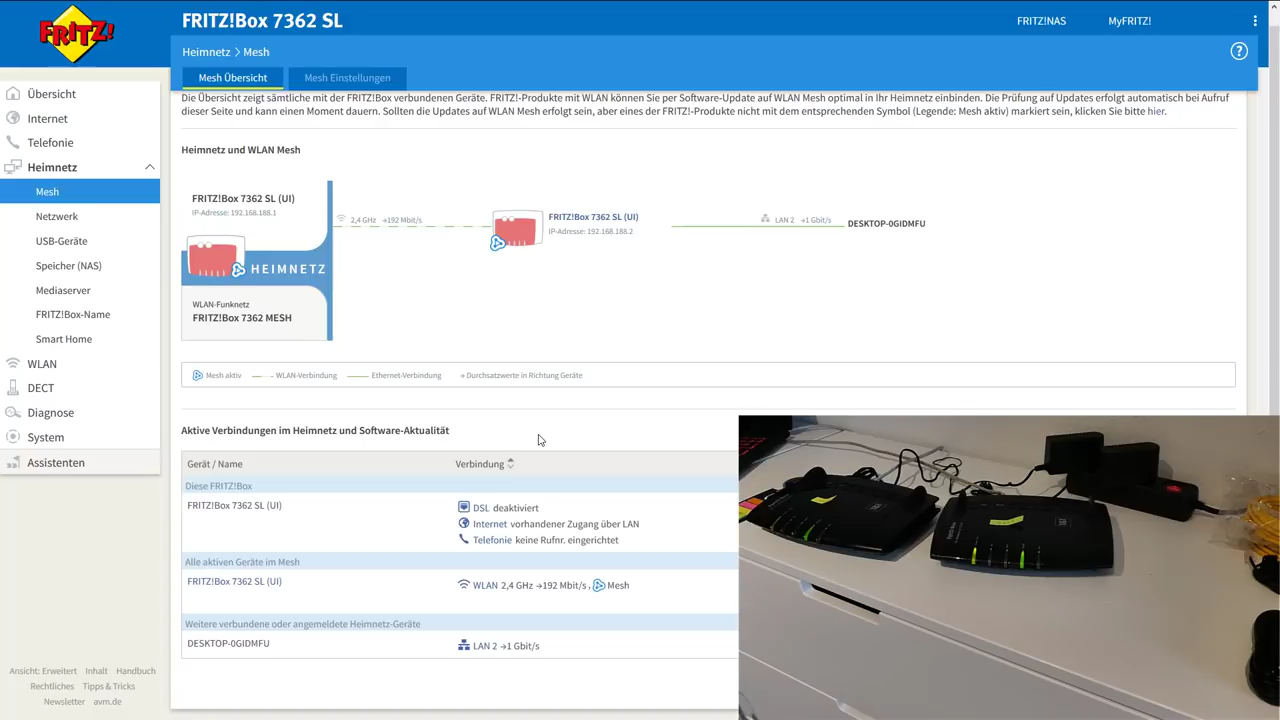 FRITZ!
FRITZ!Box 7362 SL
FRITZ!NAS
MyFRITZ!
Heimnetz > Mesh
Mesh Übersicht
Mesh Einstellungen
Übersicht
Internet
Telefonie
Heimnetz
Mesh
Netzwerk
USB-Geräte
Speicher (NAS)
Mediaserver
FRITZ!Box-Name
Smart Home
WLAN
DECT
Diagnose
System
Assistenten
Ansicht: Erweitert Inhalt Handbuch
Rechtliches Tipps & Tricks
Newsletter avm.de
Die Übersicht zeigt sämtliche mit der FRITZ!Box verbundenen Geräte. FRITZ!-Produkte mit WLAN können Sie per Software-Update auf WLAN Mesh optimal in Ihr Heimnetz einbinden. Die Prüfung auf Updates erfolgt automatisch bei Aufruf
dieser Seite und kann einen Moment dauern. Sollten die Updates auf WLAN Mesh erfolgt sein, aber eines der FRITZ!-Produkte nicht mit dem entsprechenden Symbol (Legende: Mesh aktiv) markiert sein, klicken Sie bitte hier.
Heimnetz und WLAN Mesh
FRITZ!Box 7362 SL (UI)
IP-Adresse: 192.168.188.1
HEIMNETZ
WLAN-Funknetz
FRITZ!Box 7362 MESH
2,4 GHz →192 Mbit/s
FRITZ!Box 7362 SL (UI)
IP-Adresse: 192.168.188.2
LAN 2 →1 Gbit/s
DESKTOP-0GIDMFU
Mesh aktiv WLAN-Verbindung Ethernet-Verbindung → Durchsatzwerte in Richtung Geräte
Aktive Verbindungen im Heimnetz und Software-Aktualität
Gerät / Name Verbindung
Diese FRITZ!Box
FRITZ!Box 7362 SL (UI) DSL deaktiviert
Internet vorhandener Zugang über LAN
Telefonie keine Rufnr. eingerichtet
Alle aktiven Geräte im Mesh
FRITZ!Box 7362 SL (UI) WLAN 2,4 GHz →192 Mbit/s , Mesh
Weitere verbundene oder angemeldete Heimnetz-Geräte
DESKTOP-0GIDMFU LAN 2 →1 Gbit/s